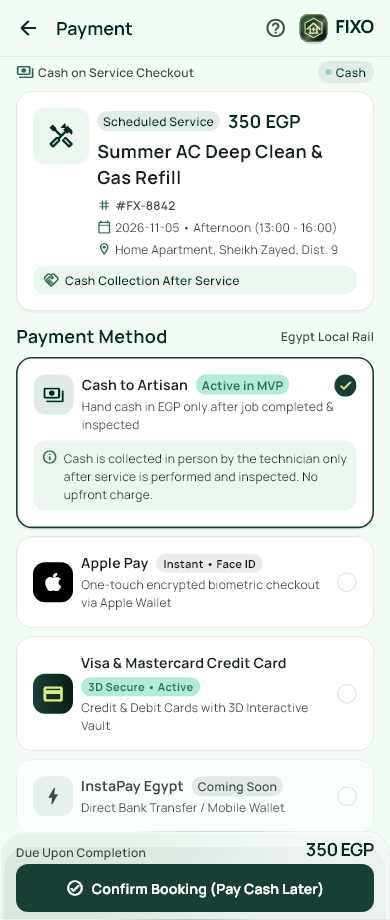 Payment
FIXO
Cash on Service Checkout
Cash
Scheduled Service
350 EGP
Summer AC Deep Clean &
Gas Refill
#FX-8842
2026-11-05 • Afternoon (13:00 - 16:00)
Home Apartment, Sheikh Zayed, Dist. 9
Cash Collection After Service
Payment Method
Egypt Local Rail
Cash to Artisan
Active in MVP
Hand cash in EGP only after job completed &
inspected
Cash is collected in person by the technician only
after service is performed and inspected. No
upfront charge.
Apple Pay
Instant • Face ID
One-touch encrypted biometric checkout
via Apple Wallet
Visa & Mastercard Credit Card
3D Secure • Active
Credit & Debit Cards with 3D Interactive
Vault
InstaPay Egypt
Coming Soon
Direct Bank Transfer / Mobile Wallet
Due Upon Completion
350 EGP
Confirm Booking (Pay Cash Later)